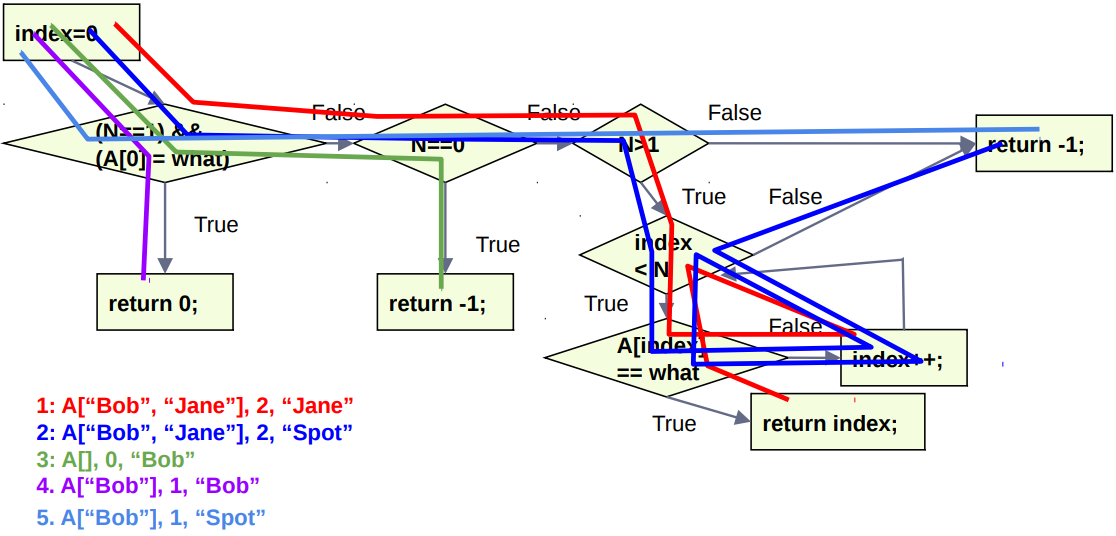 index=0
False
False
False
(N==1) &&
(A[0] = what)
N==0
N>1
return -1;
True
True
True
False
index
< N
return 0;
return -1;
True
False
A[index]
== what
index++;
True
return index;
1: A[“Bob”, “Jane”], 2, “Jane”
2: A[“Bob”, “Jane”], 2, “Spot”
3: A[], 0, “Bob”
4. A[“Bob”], 1, “Bob”
5. A[“Bob”], 1, “Spot”